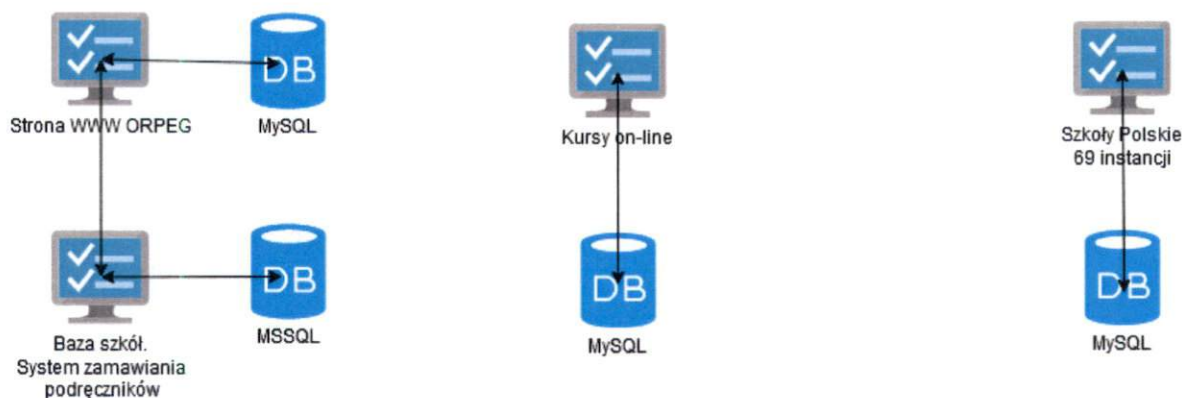 DB
Strona WWW ORPEG
MySQL
Kursy on-line
Szkoły Polskie
69 instancji
DB
MSSQL
Baza szkół.
System zamawiania
podręczników
DB
MySQL
DB
MySQL